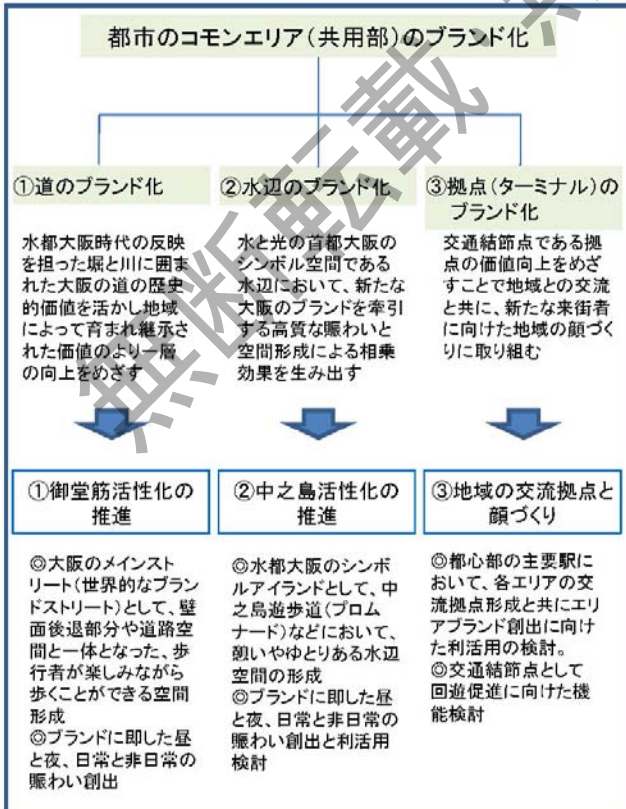 都市のコモンエリア(共用部)のブランド化
①道のブランド化
水都大阪時代の反映
を担った堀と川に囲ま
れた大阪の道の歴史
的価値を活かし地域
によって育まれ継承さ
れた価値のより一層
の向上をめざす
②水辺のブランド化
水と光の首都大阪の
シンボル空間である
水辺において、新たな
大阪のブランドを牽引
する高質な賑わいと
空間形成による相乗
効果を生み出す
③拠点(ターミナル)の
ブランド化
交通結節点である拠
点の価値向上をめざ
すことで地域との交流
と共に、新たな来街者
に向けた地域の顔づく
りに取り組む
①御堂筋活性化の
推進
◎大阪のメインスト
リート(世界的なブラン
ドストリート)として、壁
面後退部分や道路空
間と一体となった、歩
行者が楽しみながら
歩くことができる空間
形成
◎ブランドに即した昼
と夜、日常と非日常の
賑わい創出
②中之島活性化の
推進
◎水都大阪のシンボ
ルアイランドとして、中
之島遊歩道(プロム
ナード)などにおいて、
憩いやゆとりある水辺
空間の形成
◎ブランドに即した昼
と夜、日常と非日常の
賑わい創出と利活用
検討
③地域の交流拠点と
顔づくり
◎都心部の主要駅に
おいて、各エリアの交
流拠点形成と共にエリ
アブランド創出に向け
た利活用の検討。
◎交通結節点として
回遊促進に向けた機
能検討
無断転載・